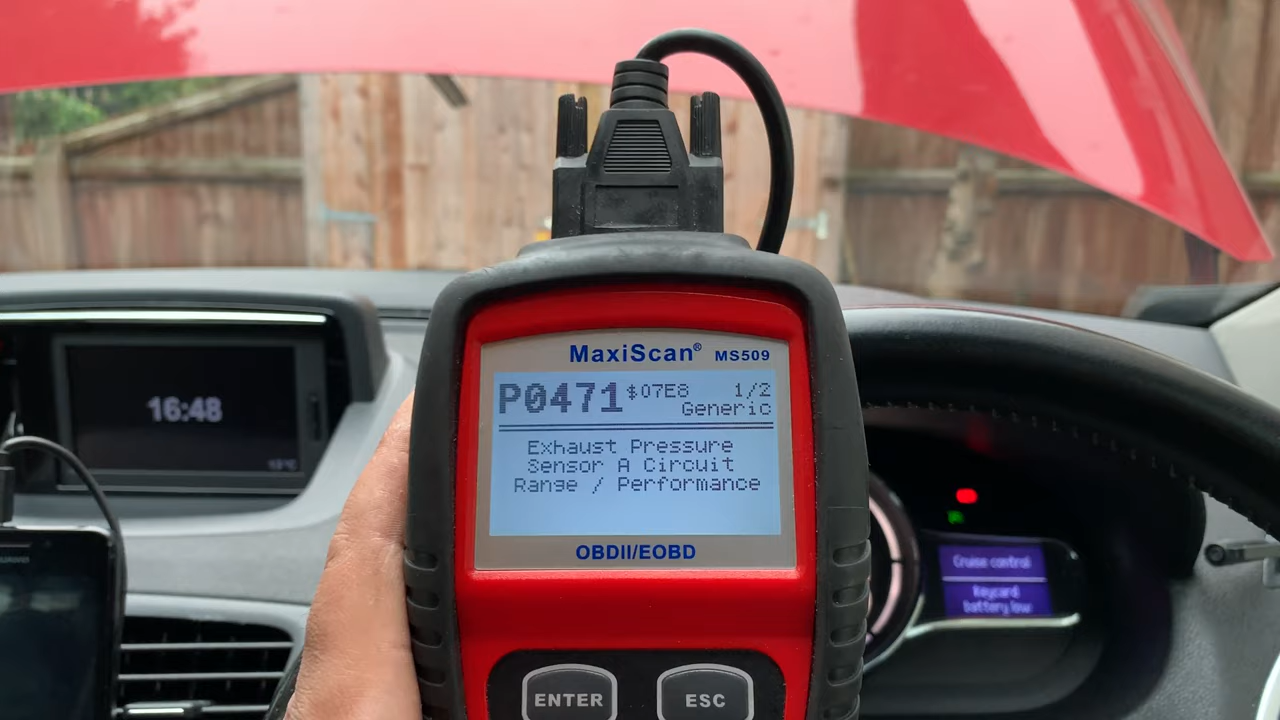 MaxiScan® MS509
P0471 $07E8 1/2
Generic
Exhaust Pressure
Sensor A Circuit
Range / Performance
OBDII/EOBD
ENTER
ESC
16:48
Cruise control
Keycard
battery low